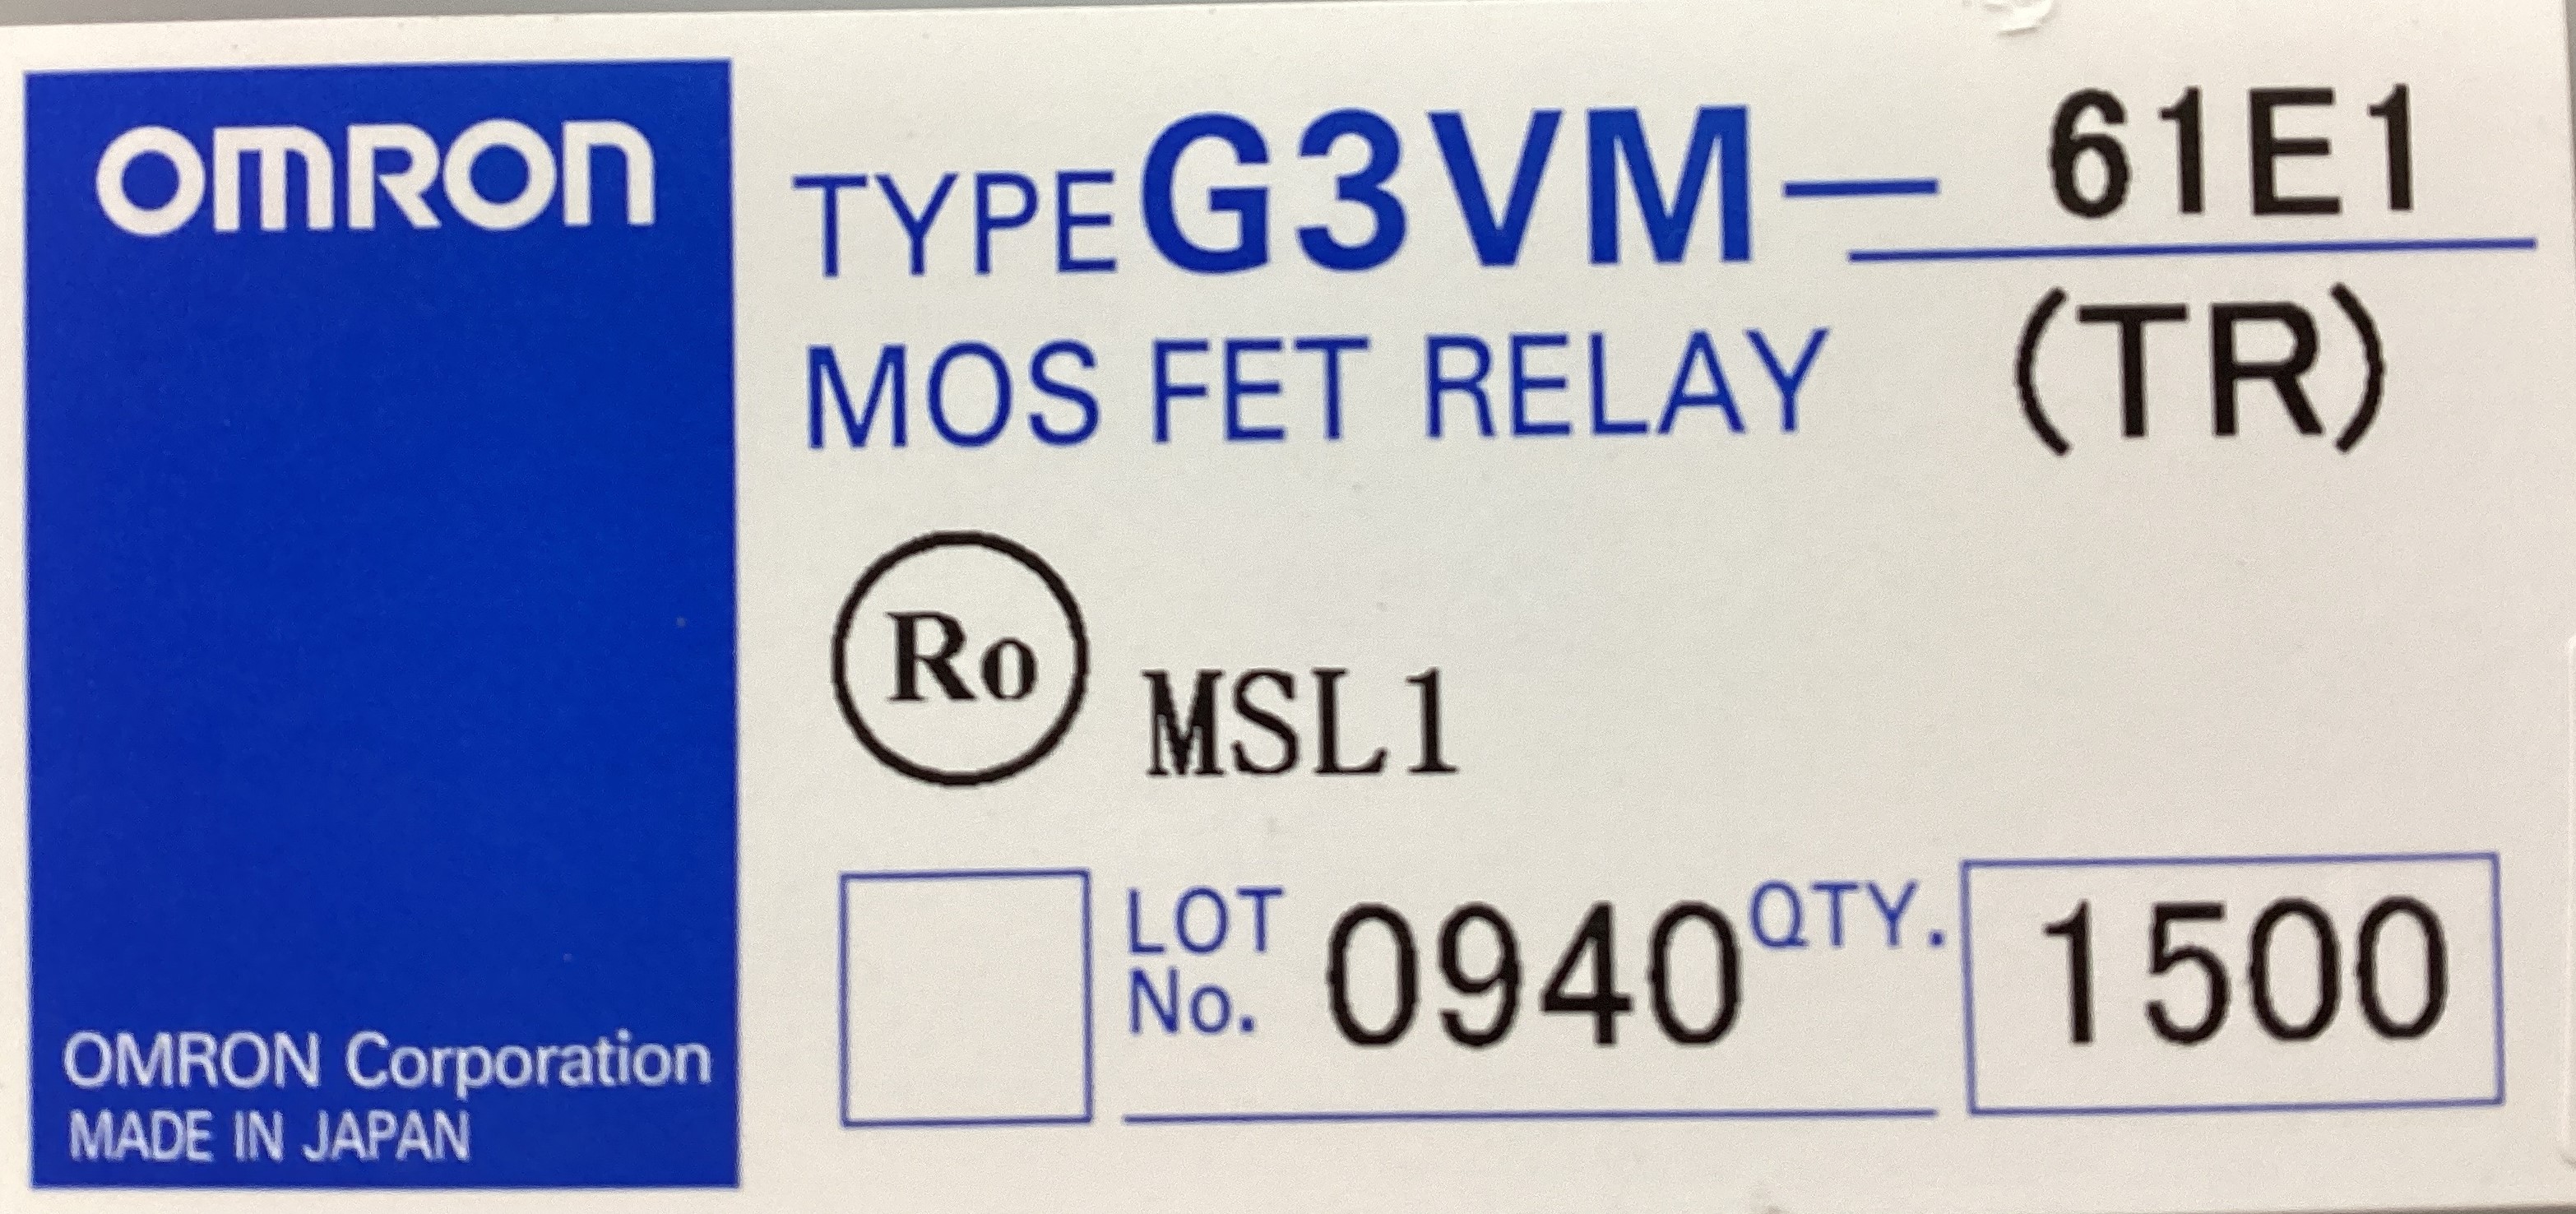 OMRON
TYPE G3VM— 61E1
MOS FET RELAY (TR)
Ro MSL1
LOT No. 0940 QTY. 1500
OMRON Corporation
MADE IN JAPAN